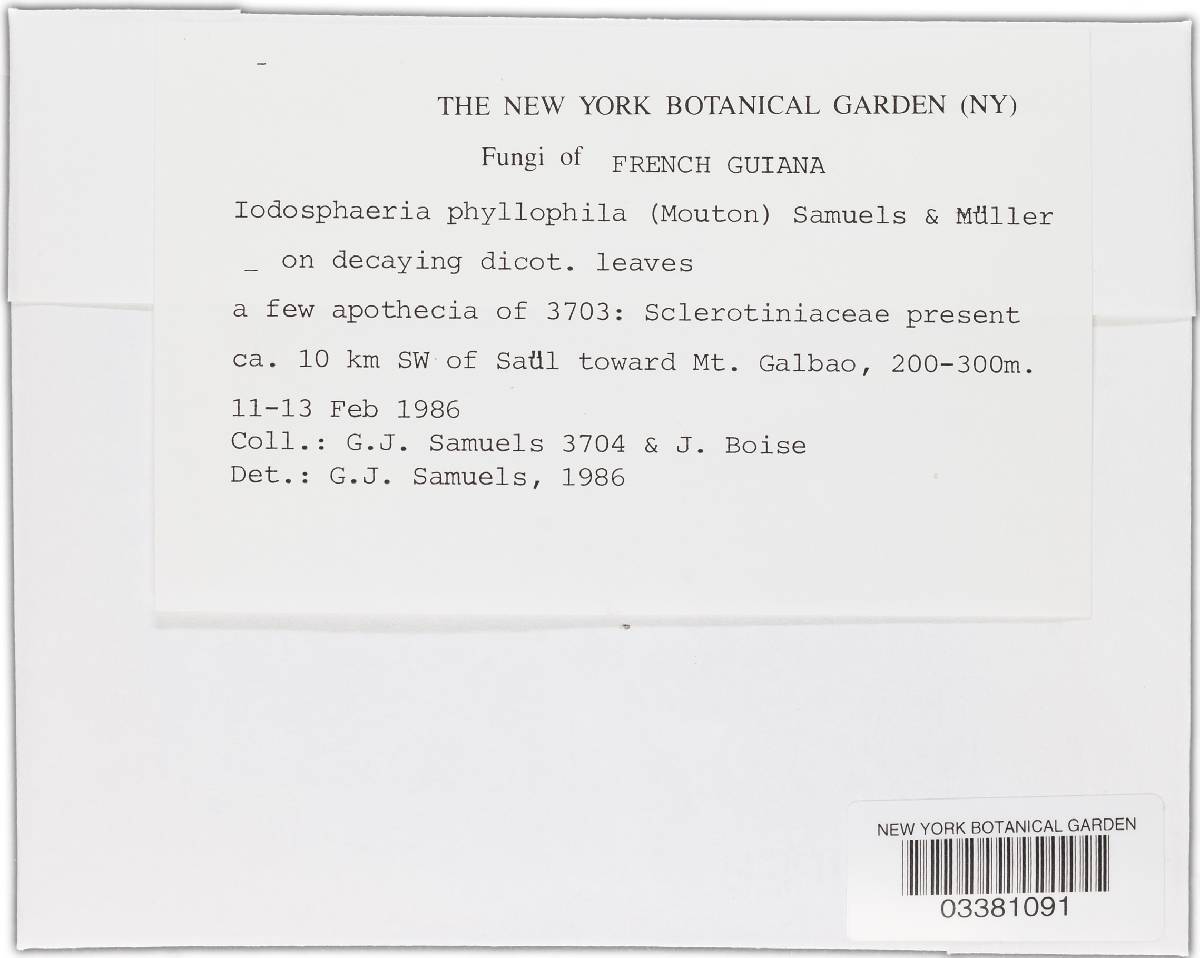 THE NEW YORK BOTANICAL GARDEN (NY)
Fungi of FRENCH GUIANA
Iodosphaeria phyllophila (Mouton) Samuels & Müller
_ on decaying dicot. leaves
a few apothecia of 3703: Sclerotiniaceae present
ca. 10 km SW of Saül toward Mt. Galbao, 200-300m.
11-13 Feb 1986
Coll.: G.J. Samuels 3704 & J. Boise
Det.: G.J. Samuels, 1986
NEW YORK BOTANICAL GARDEN
03381091